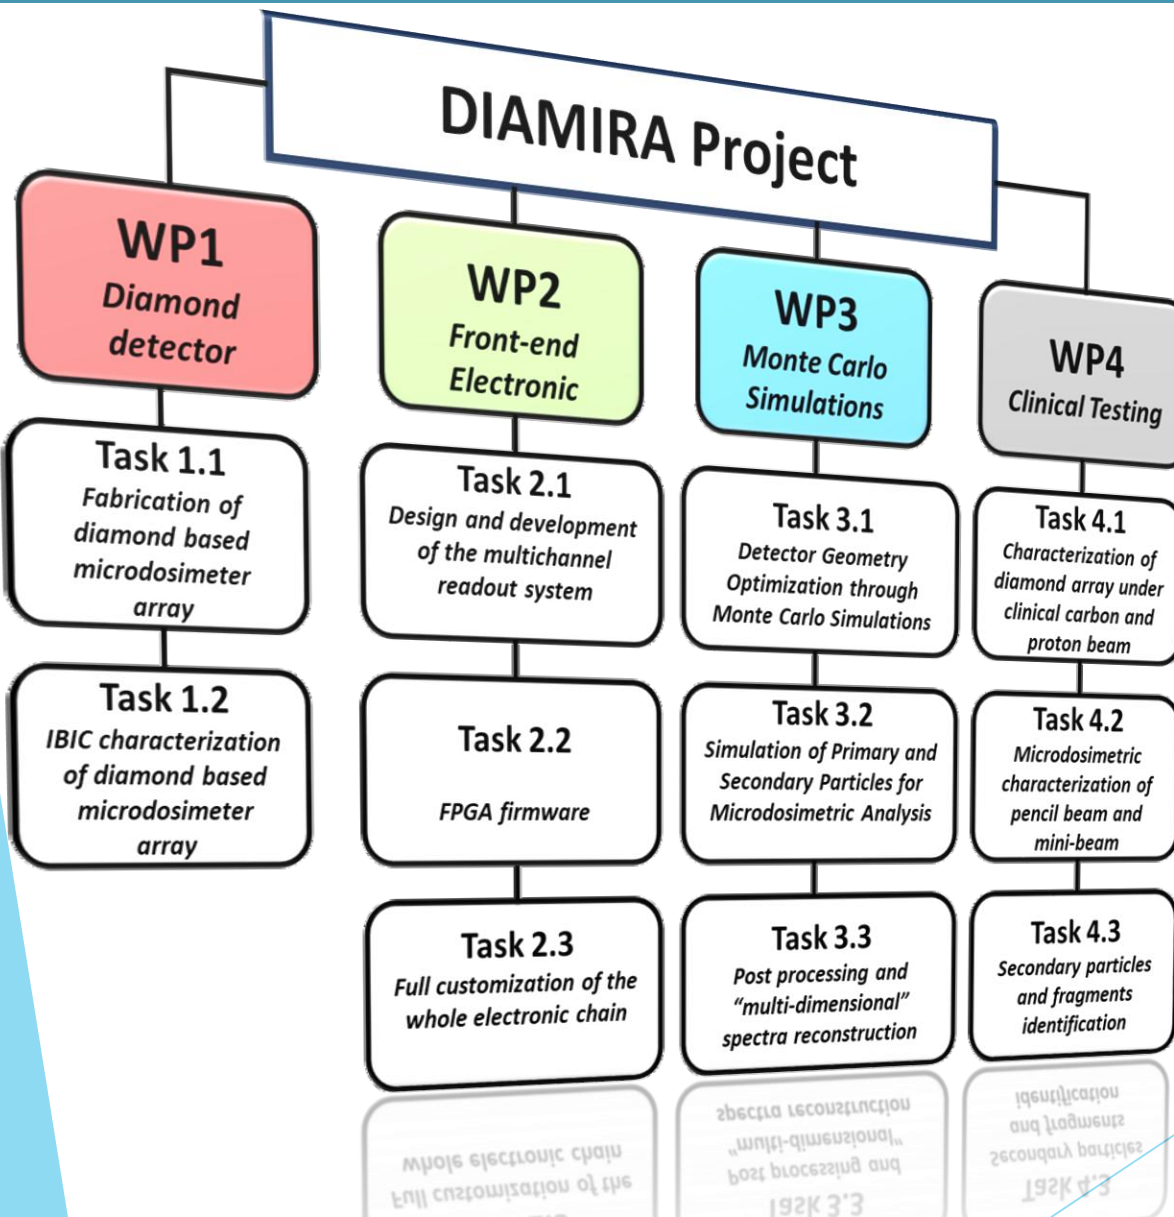 DIAMIRA Project
WP1
Diamond
detector
Task 1.1
Fabrication of
diamond based
microdosimeter
array
Task 1.2
IBIC characterization
of diamond based
microdosimeter
array
WP2
Front-end
Electronic
Task 2.1
Design and development
of the multichannel
readout system
Task 2.2
FPGA firmware
Task 2.3
Full customization of the
whole electronic chain
WP3
Monte Carlo
Simulations
Task 3.1
Detector Geometry
Optimization through
Monte Carlo Simulations
Task 3.2
Simulation of Primary and
Secondary Particles for
Microdosimetric Analysis
Task 3.3
Post processing and
“multi-dimensional”
spectra reconstruction
WP4
Clinical Testing
Task 4.1
Characterization of
diamond array under
clinical carbon and
proton beam
Task 4.2
Microdosimetric
characterization of
pencil beam and
mini-beam
Task 4.3
Secondary particles
and fragments
identification